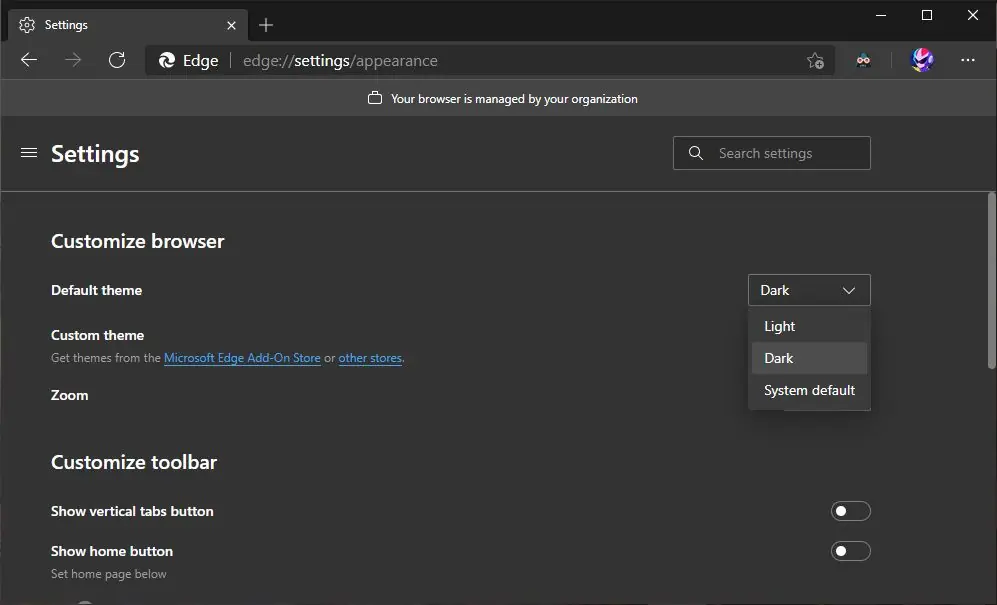 Settings
Edge edge://settings/appearance
Your browser is managed by your organization
Settings
Search settings
Customize browser
Default theme
Dark
Light
Dark
System default
Custom theme
Get themes from the Microsoft Edge Add-On Store or other stores.
Zoom
Customize toolbar
Show vertical tabs button
Show home button
Set home page below